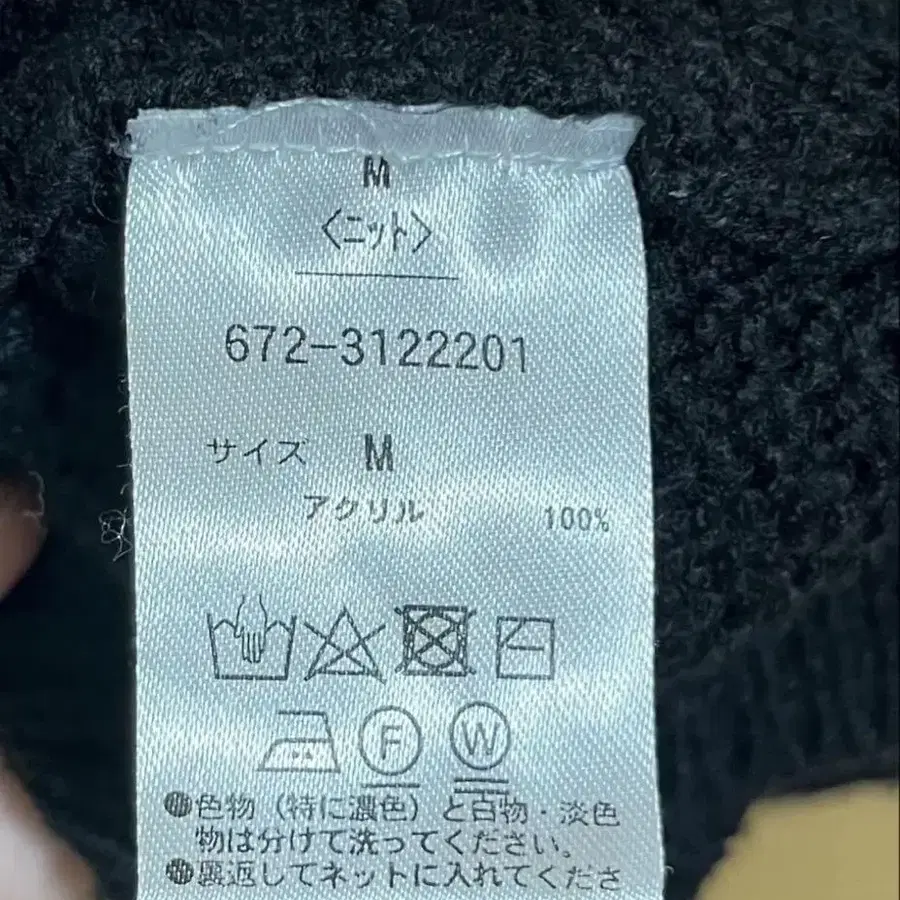 M
〈ニット〉
672-3122201
サイズ M
アクリル 100%
F W
●色物（特に濃色）と白物・淡色
物は分けて洗ってください。
●裏返してネットに入れてくださ